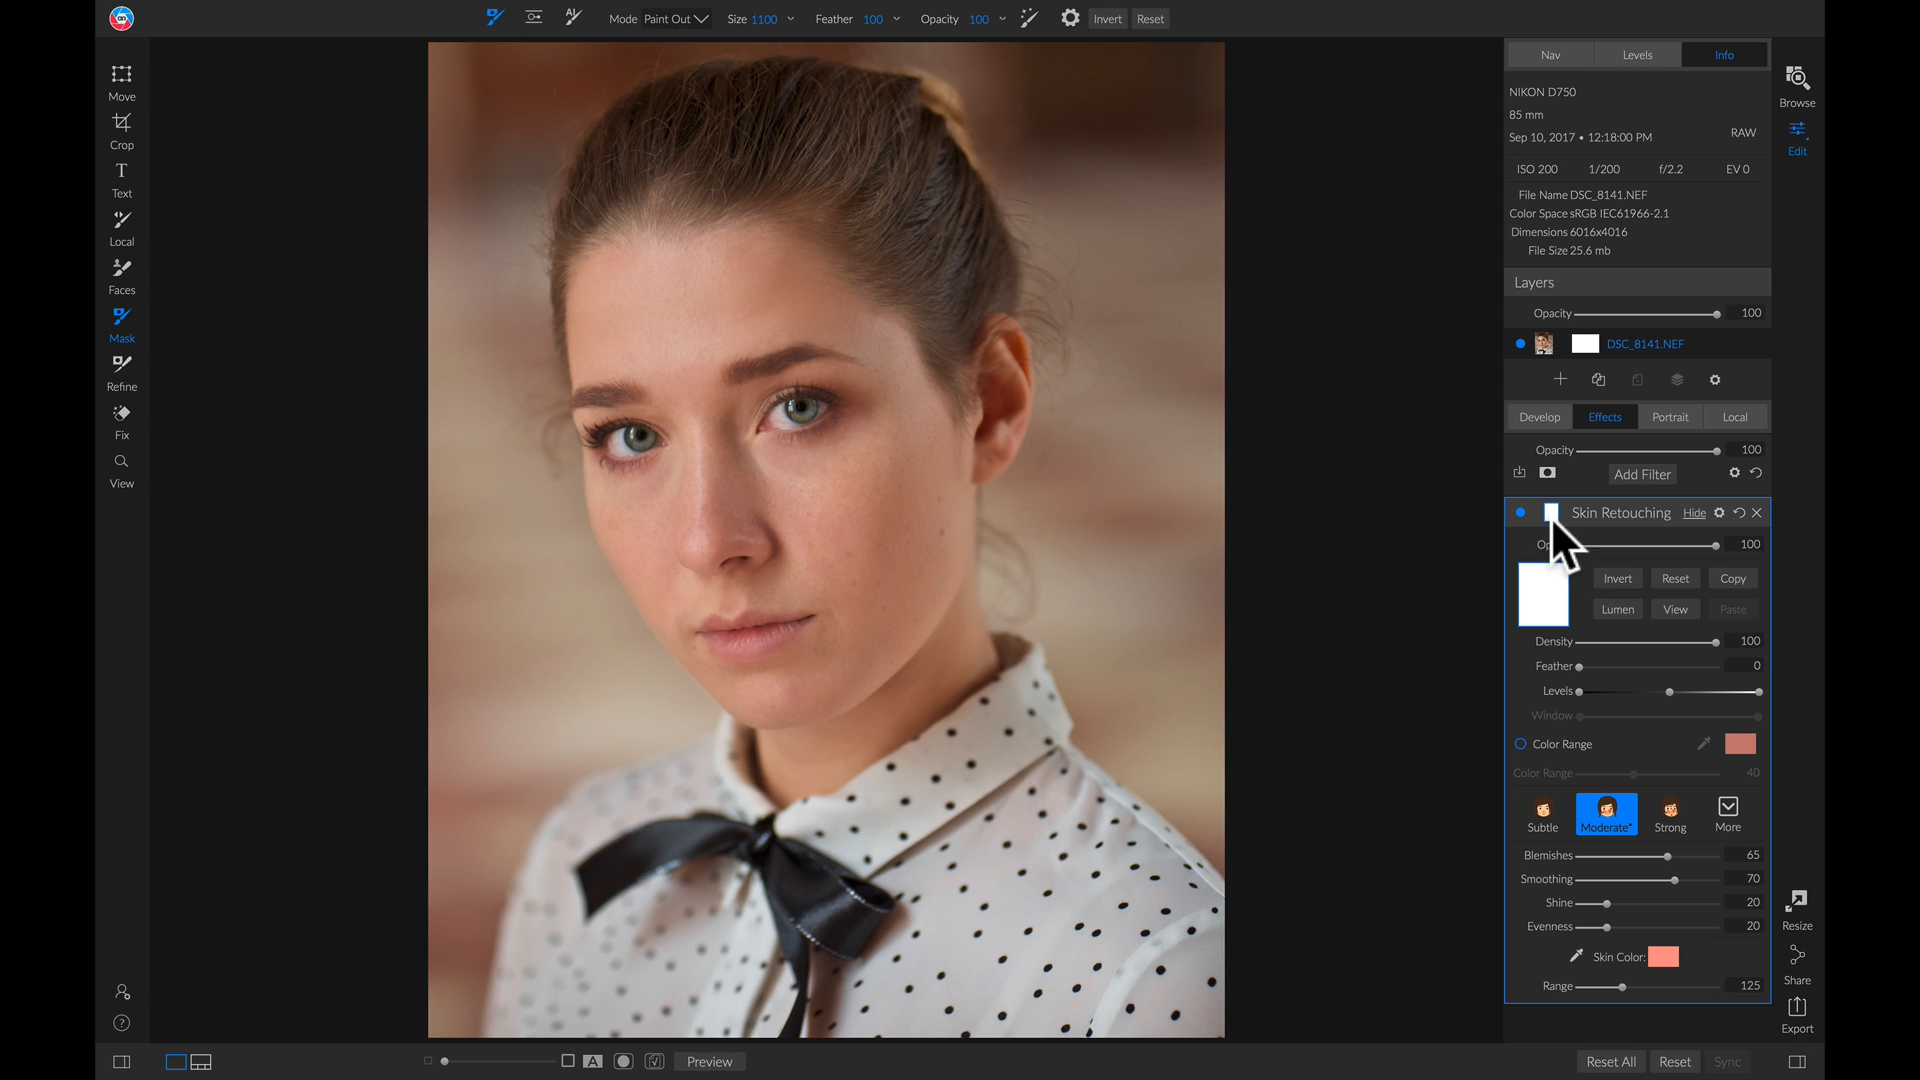 Mode Paint Out Size 1100 Feather 100 Opacity 100 Invert Reset
Move
Crop
T
Text
Local
Faces
Mask
Refine
Fix
View
Nav Levels Info
NIKON D750
85 mm
Sep 10, 2017 • 12:18:00 PM RAW
ISO 200 1/200 f/2.2 EV 0
File Name DSC_8141.NEF
Color Space sRGB IEC61966-2.1
Dimensions 6016x4016
File Size 25.6 mb
Layers
Opacity 100
DSC_8141.NEF
Develop Effects Portrait Local
Opacity 100
Add Filter
Skin Retouching Hide
100
Invert Reset Copy
Lumen View Paste
Density 100
Feather 0
Levels
Window
Color Range
Color Range 40
Subtle Moderate* Strong More
Blemishes 65
Smoothing 70
Shine 20
Evenness 20
Skin Color:
Range 125
Browse
Edit
Resize
Share
Export
A Preview
Reset All Reset Sync